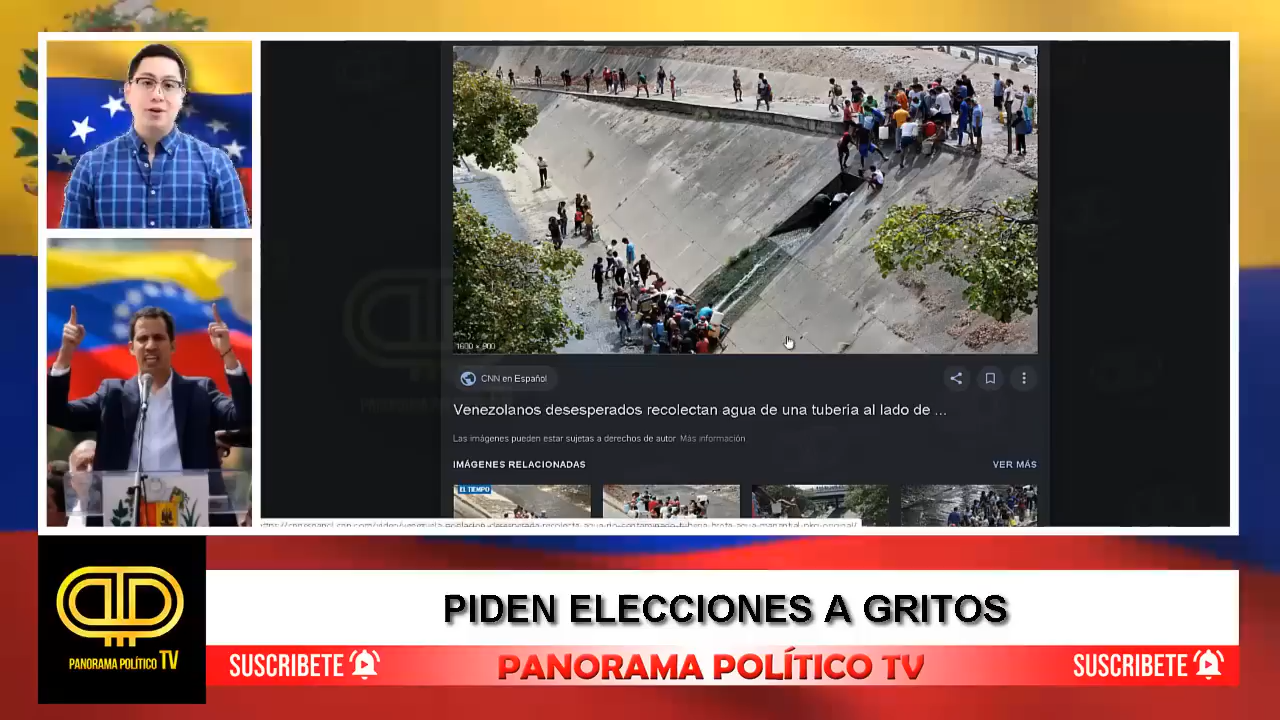 1600 × 900
CNN en Español
Venezolanos desesperados recolectan agua de una tuberia al lado de ...
Las imágenes pueden estar sujetas a derechos de autor Más información
IMÁGENES RELACIONADAS
VER MÁS
EL TIEMPO
PIDEN ELECCIONES A GRITOS
PANORAMA POLÍTICO TV
SUSCRIBETE
PANORAMA POLÍTICO TV
SUSCRIBETE